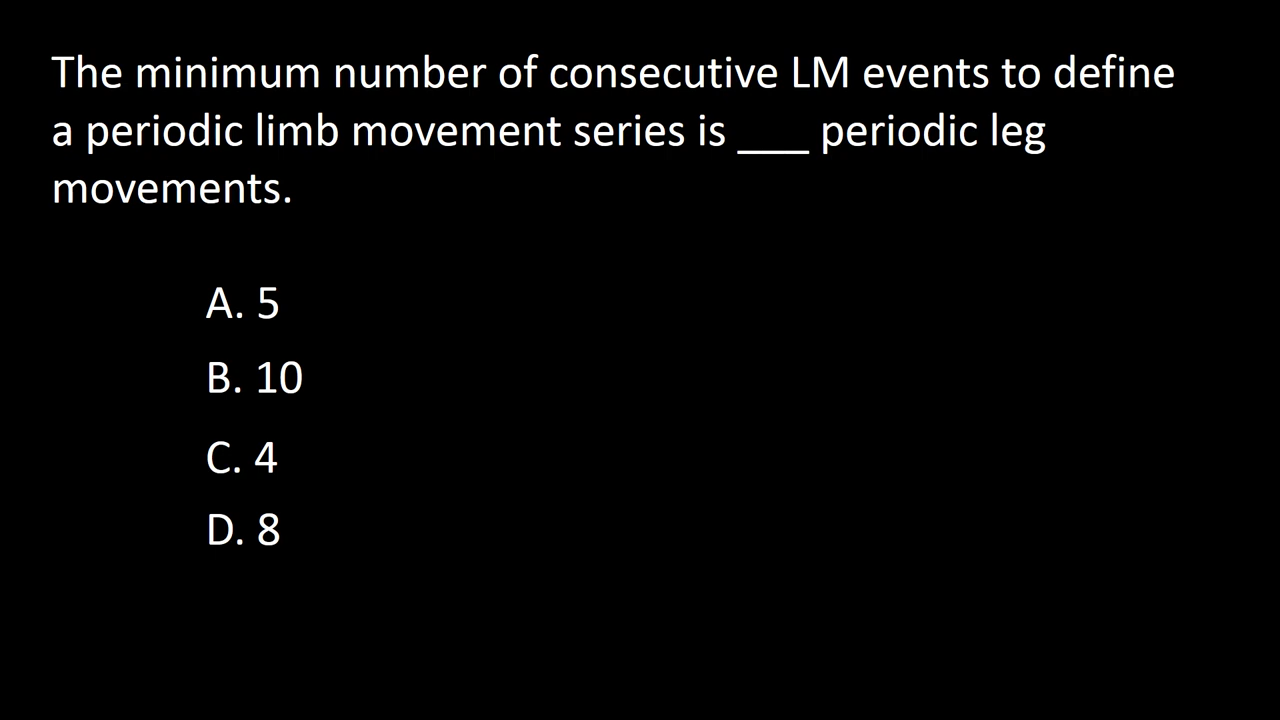 The minimum number of consecutive LM events to define
a periodic limb movement series is ___ periodic leg
movements.
A. 5
B. 10
C. 4
D. 8